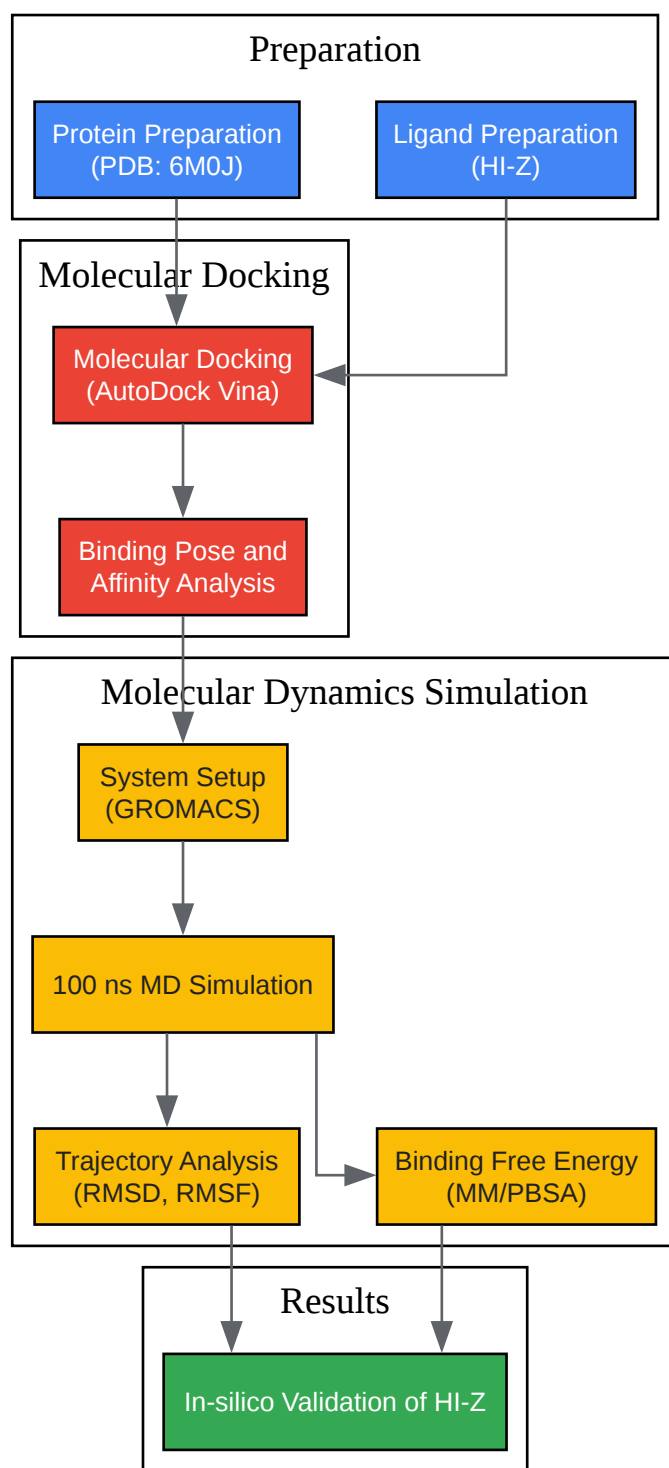 Preparation
Protein Preparation
(PDB: 6M0J)
Ligand Preparation
(HI-Z)
Molecular Docking
Molecular Docking
(AutoDock Vina)
Binding Pose and
Affinity Analysis
Molecular Dynamics Simulation
System Setup
(GROMACS)
100 ns MD Simulation
Trajectory Analysis
(RMSD, RMSF)
Binding Free Energy
(MM/PBSA)
Results
In-silico Validation of HI-Z